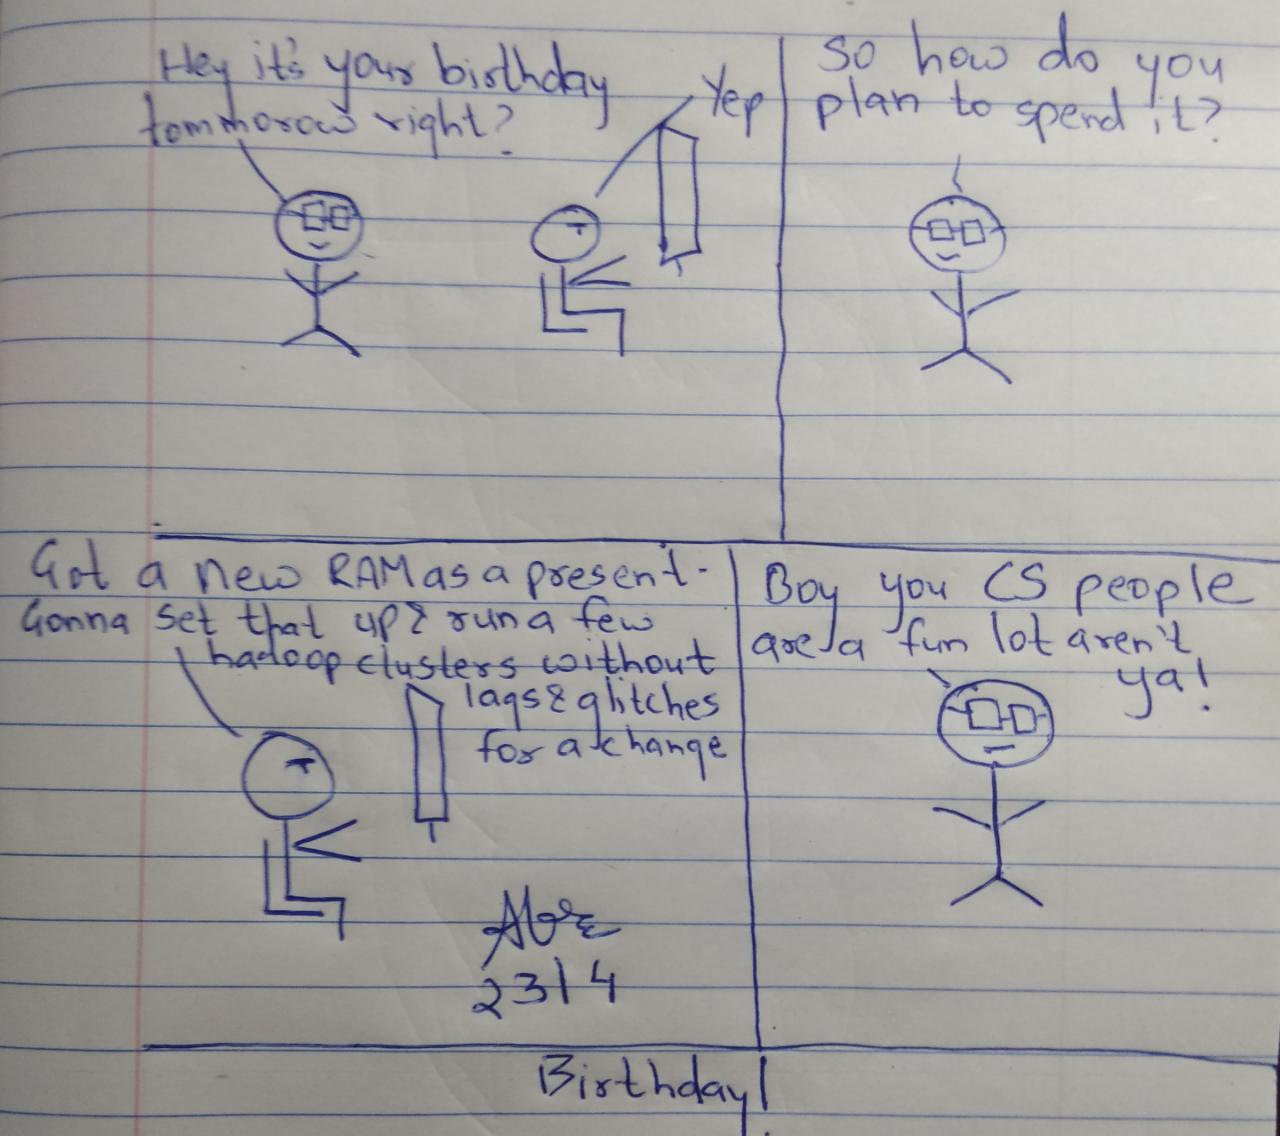 Hey it's your birthday
tommorow right?
Yep
So how do you
plan to spend it?
Got a new RAM as a present.
Gonna set that up & run a few
hadoop clusters without
lags & glitches
for a change
Boy you CS people
are a fun lot aren't
ya!
2314
Birthday!